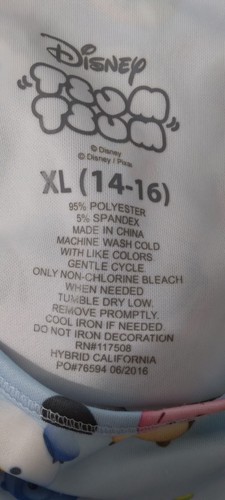 Disney
TSUM
TSUM
© Disney
© Disney / Pixar
XL (14-16)
95% POLYESTER
5% SPANDEX
MADE IN CHINA
MACHINE WASH COLD
WITH LIKE COLORS.
GENTLE CYCLE.
ONLY NON-CHLORINE BLEACH
WHEN NEEDED
TUMBLE DRY LOW.
REMOVE PROMPTLY.
COOL IRON IF NEEDED.
DO NOT IRON DECORATION
RN#117508
HYBRID CALIFORNIA
PO#76594 06/2016